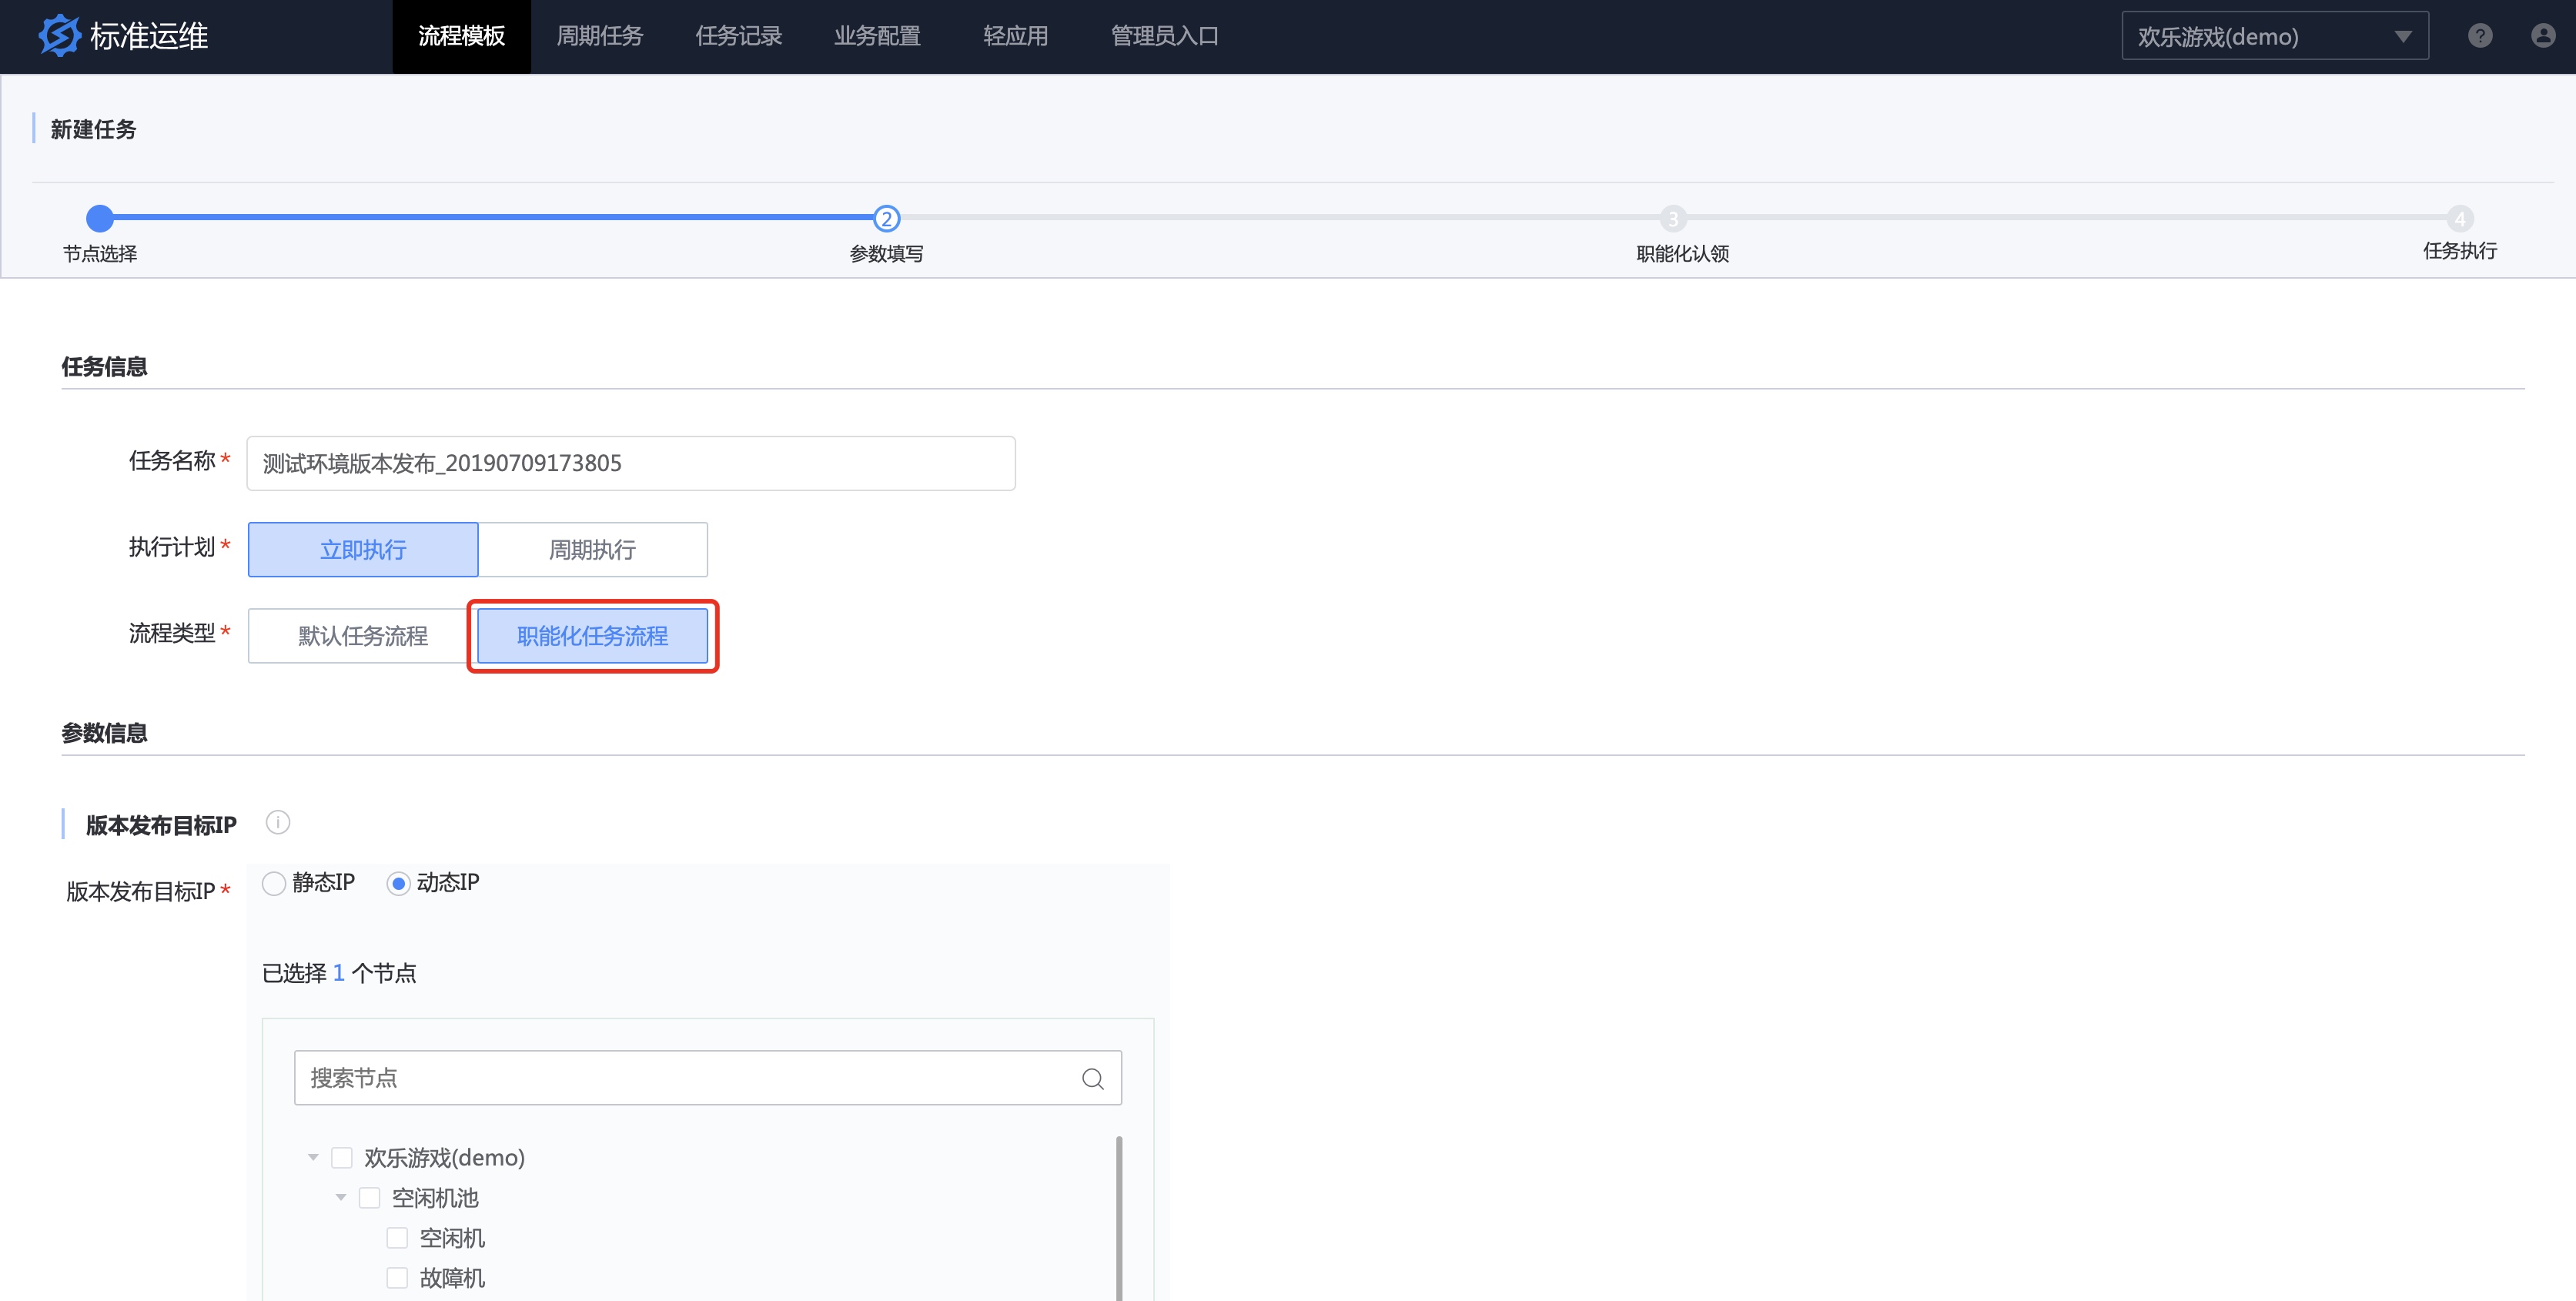 标准运维 流程模板 周期任务 任务记录 业务配置 轻应用 管理员入口 欢乐游戏(demo) ?
新建任务
2 3 4
节点选择 参数填写 职能化认领 任务执行
任务信息
任务名称* 测试环境版本发布_20190709173805
执行计划* 立即执行 周期执行
流程类型* 默认任务流程 职能化任务流程
参数信息
版本发布目标IP i
版本发布目标IP* 静态IP 动态IP
已选择 1 个节点
搜索节点
欢乐游戏(demo)
空闲机池
空闲机
故障机